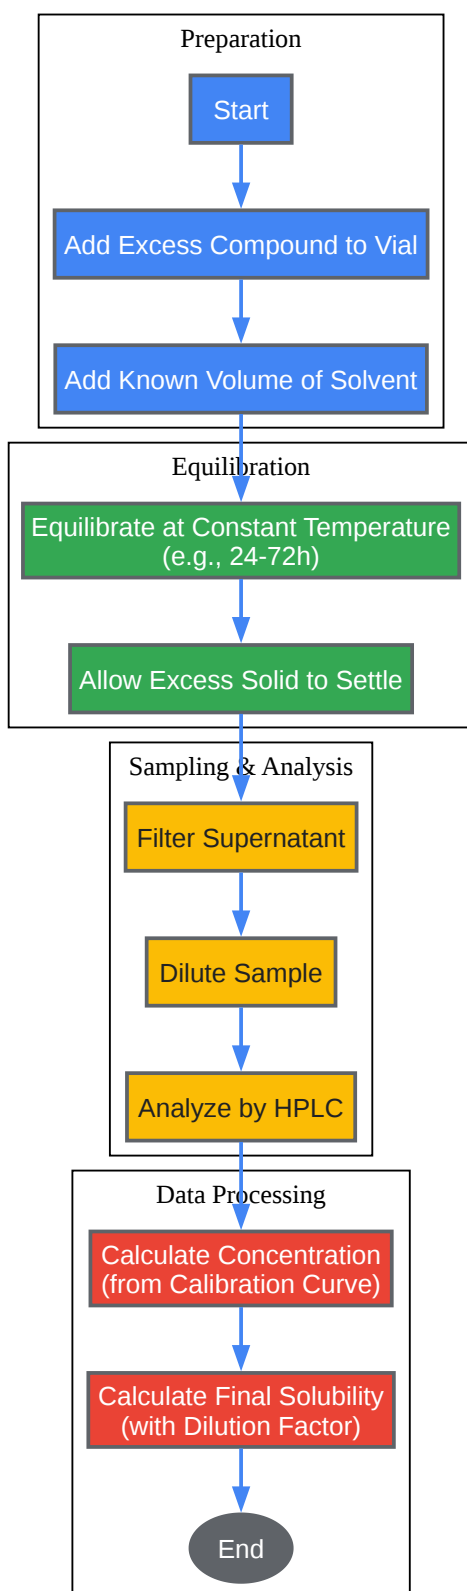 Preparation
Start
Add Excess Compound to Vial
Add Known Volume of Solvent
Equilibration
Equilibrate at Constant Temperature
(e.g., 24-72h)
Allow Excess Solid to Settle
Sampling & Analysis
Filter Supernatant
Dilute Sample
Analyze by HPLC
Data Processing
Calculate Concentration
(from Calibration Curve)
Calculate Final Solubility
(with Dilution Factor)
End